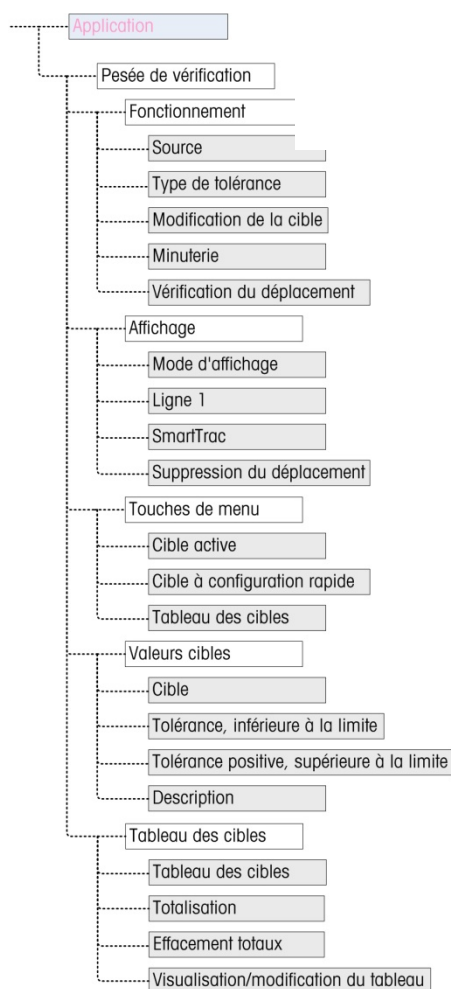 Application
Pesée de vérification
Fonctionnement
Source
Type de tolérance
Modification de la cible
Minuterie
Vérification du déplacement
Affichage
Mode d'affichage
Ligne 1
SmartTrac
Suppression du déplacement
Touches de menu
Cible active
Cible à configuration rapide
Tableau des cibles
Valeurs cibles
Cible
Tolérance, inférieure à la limite
Tolérance positive, supérieure à la limite
Description
Tableau des cibles
Tableau des cibles
Totalisation
Effacement totaux
Visualisation/modification du tableau